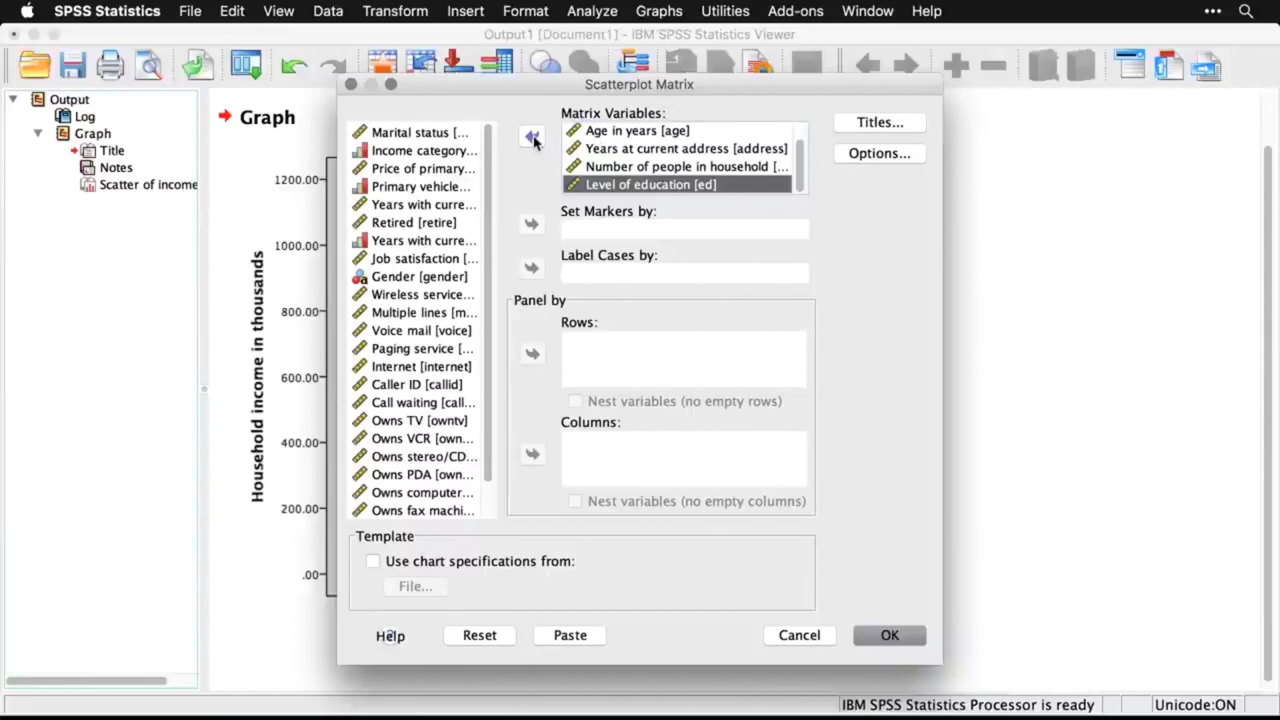 SPSS Statistics File Edit View Data Transform Insert Format Analyze Graphs Utilities Add-ons Window Help
Output1 [Document1] - IBM SPSS Statistics Viewer
Output
Log
Graph
Title
Notes
Scatter of income
Graph
1200.00
1000.00
800.00
600.00
400.00
200.00
.00
Household income in thousands
Scatterplot Matrix
Marital status [...
Income category...
Price of primary...
Primary vehicle...
Years with curre...
Retired [retire]
Years with curre...
Job satisfaction [...
Gender [gender]
Wireless service...
Multiple lines [m...
Voice mail [voice]
Paging service [...
Internet [internet]
Caller ID [callid]
Call waiting [call...
Owns TV [owntv]
Owns VCR [own...
Owns stereo/CD...
Owns PDA [own...
Owns computer...
Owns fax machi...
Matrix Variables:
Age in years [age]
Years at current address [address]
Number of people in household [...
Level of education [ed]
Set Markers by:
Label Cases by:
Panel by
Rows:
Nest variables (no empty rows)
Columns:
Nest variables (no empty columns)
Titles...
Options...
Template
Use chart specifications from:
File...
Help Reset Paste Cancel OK
IBM SPSS Statistics Processor is ready Unicode:ON